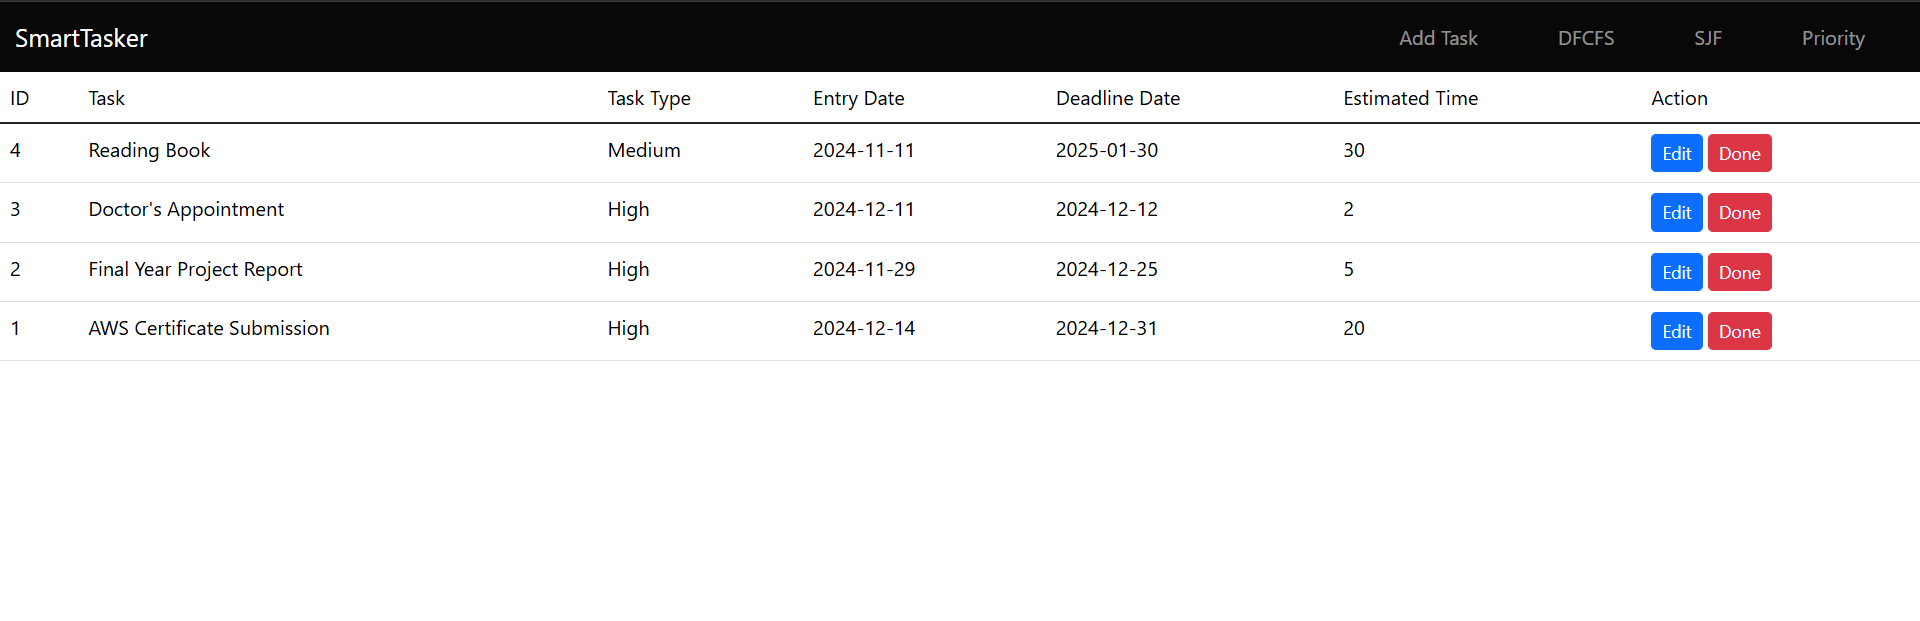 SmartTasker Add Task DFCFS SJF Priority
ID Task Task Type Entry Date Deadline Date Estimated Time Action
4 Reading Book Medium 2024-11-11 2025-01-30 30 Edit Done
3 Doctor's Appointment High 2024-12-11 2024-12-12 2 Edit Done
2 Final Year Project Report High 2024-11-29 2024-12-25 5 Edit Done
1 AWS Certificate Submission High 2024-12-14 2024-12-31 20 Edit Done